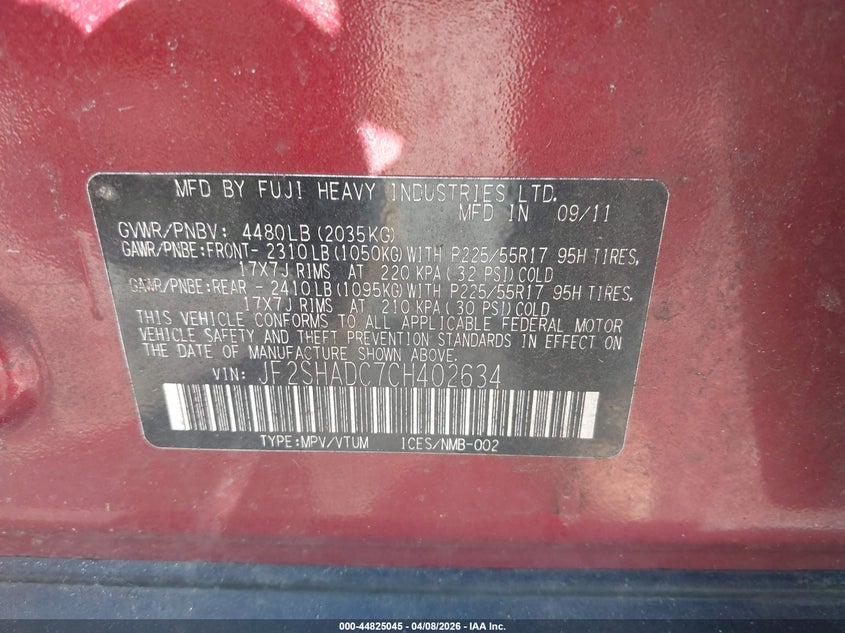 MFD BY FUJI HEAVY INDUSTRIES LTD.
MFD IN 09/11
GVWR/PNBV: 4480LB(2035KG)
GAWR/PNBE:FRONT- 2310LB(1050KG)WITH P225/55R17 95H TIRES,
17X7J RIMS AT 220 KPA(32 PSI)COLD
GAWR/PNBE:REAR - 2410LB(1095KG)WITH P225/55R17 95H TIRES,
17X7J RIMS AT 210 KPA(30 PSI)COLD
THIS VEHICLE CONFORMS TO ALL APPLICABLE FEDERAL MOTOR
VEHICLE SAFETY AND THEFT PREVENTION STANDARDS IN EFFECT ON
THE DATE OF MANUFACTURE SHOWN ABOVE.
VIN: JF2SHADC7CH402634
TYPE:MPV/VTUM ICES/NMB-002
000-44825045 - 04/08/2026 - IAA Inc.